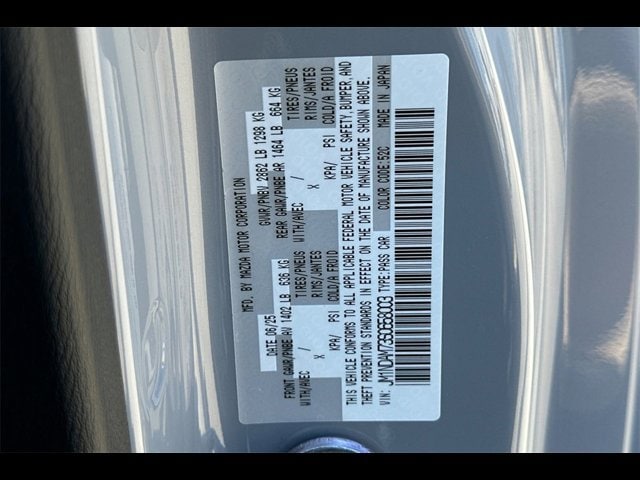 MFD. BY MAZDA MOTOR CORPORATION
DATE 06/25 GVWR/PNBV 2862 LB 1298 KG
FRONT GAWR/PNBE AV 1402 LB 636 KG REAR GAWR/PNBE AR 1464 LB 664 KG
WITH/AVEC TIRES/PNEUS WITH/AVEC TIRES/PNEUS
X / RIMS/JANTES X / RIMS/JANTES
KPA/ PSI COLD/A FROID KPA/ PSI COLD/A FROID
THIS VEHICLE CONFORMS TO ALL APPLICABLE FEDERAL MOTOR VEHICLE SAFETY, BUMPER, AND
THEFT PREVENTION STANDARDS IN EFFECT ON THE DATE OF MANUFACTURE SHOWN ABOVE.
VIN: TYPE:PASS CAR COLOR CODE:52C MADE IN JAPAN